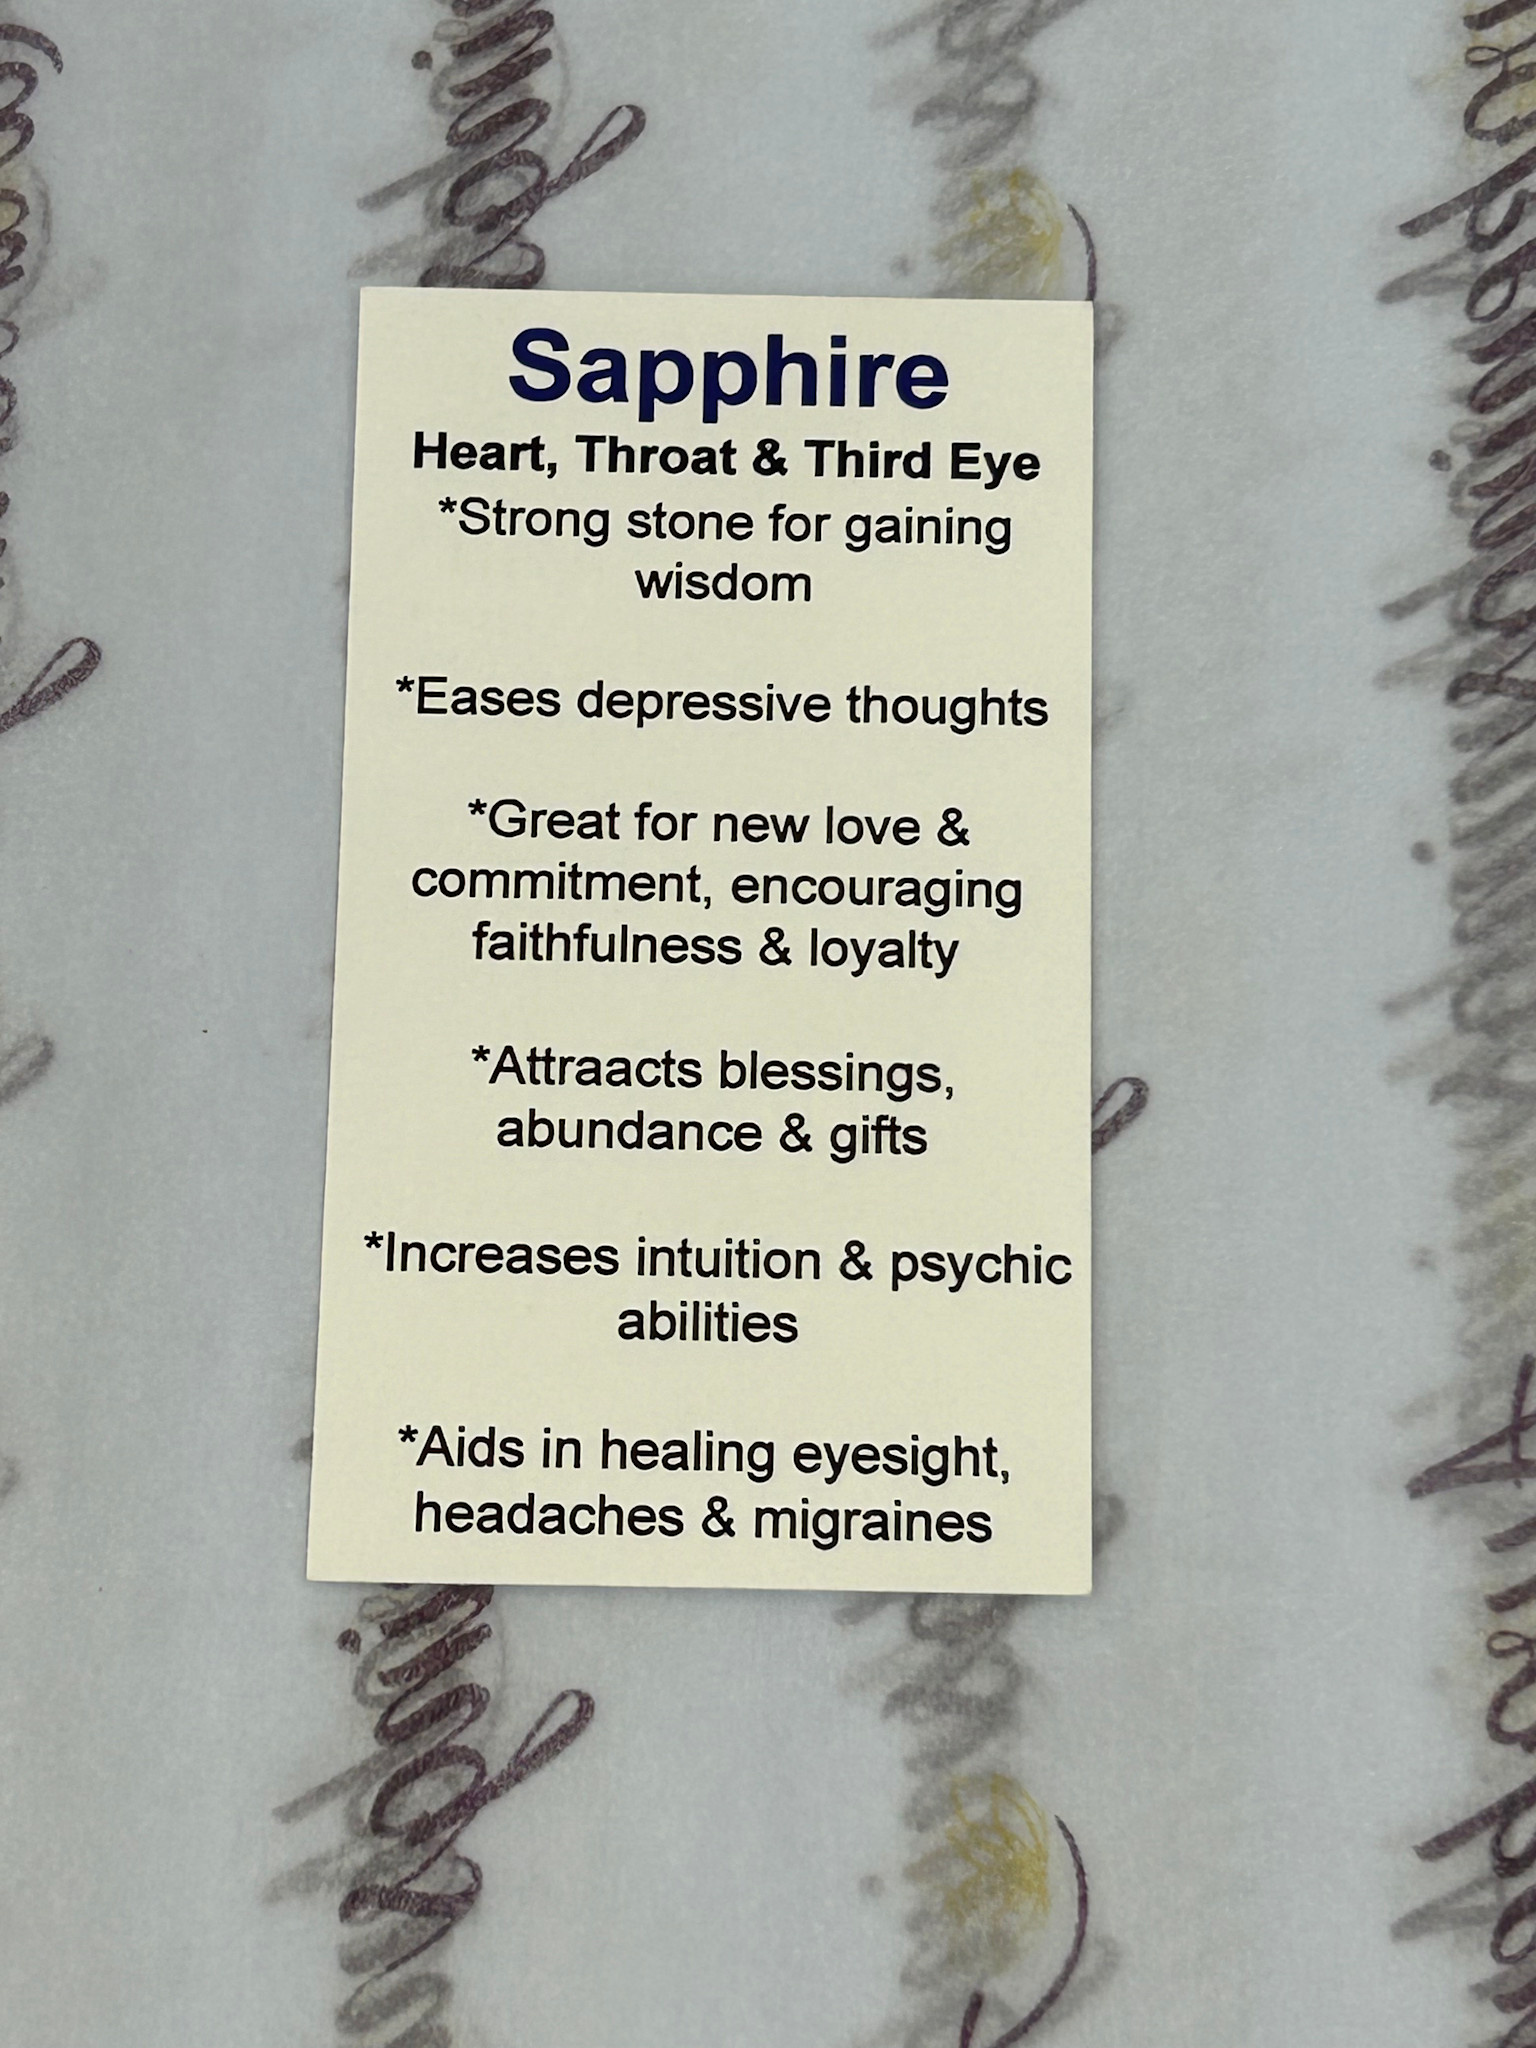 Sapphire
Heart, Throat & Third Eye
*Strong stone for gaining
wisdom
*Eases depressive thoughts
*Great for new love &
commitment, encouraging
faithfulness & loyalty
*Attraacts blessings,
abundance & gifts
*Increases intuition & psychic
abilities
*Aids in healing eyesight,
headaches & migraines